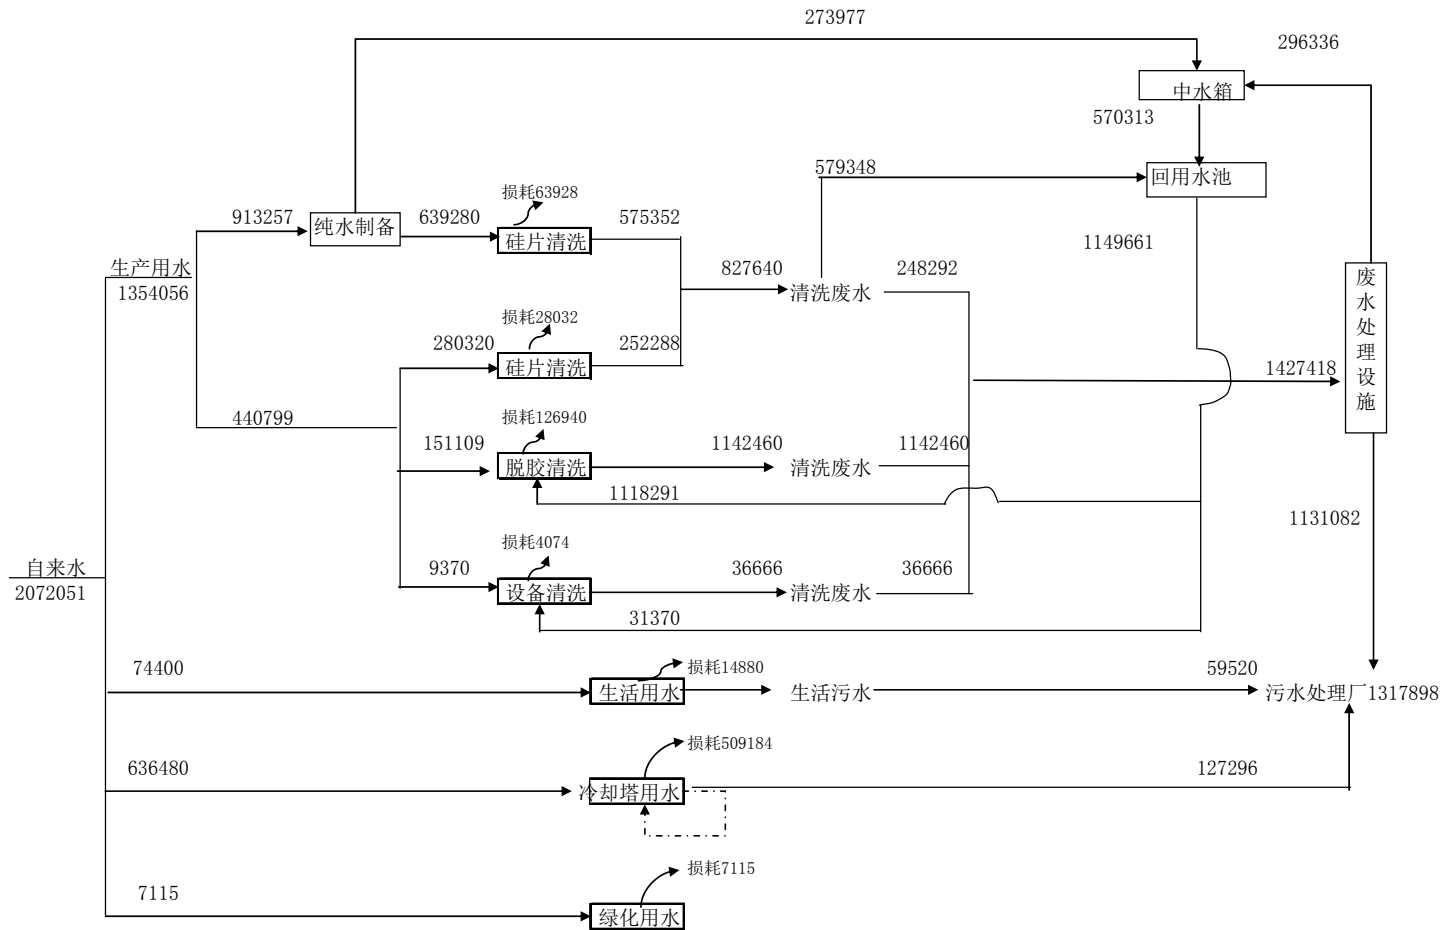 273977
296336
中水箱
570313
579348
回用水池
损耗63928
913257
纯水制备
639280
575352
硅片清洗
1149661
生产用水
1354056
827640
清洗废水
248292
废水处理设施
损耗28032
280320
252288
硅片清洗
1427418
440799
损耗126940
151109
1142460
1142460
脱胶清洗
清洗废水
1118291
1131082
损耗4074
自来水
2072051
9370
36666
36666
设备清洗
清洗废水
31370
74400
损耗14880
59520
生活用水
生活污水
污水处理厂1317898
损耗509184
636480
127296
冷却塔用水
损耗7115
7115
绿化用水